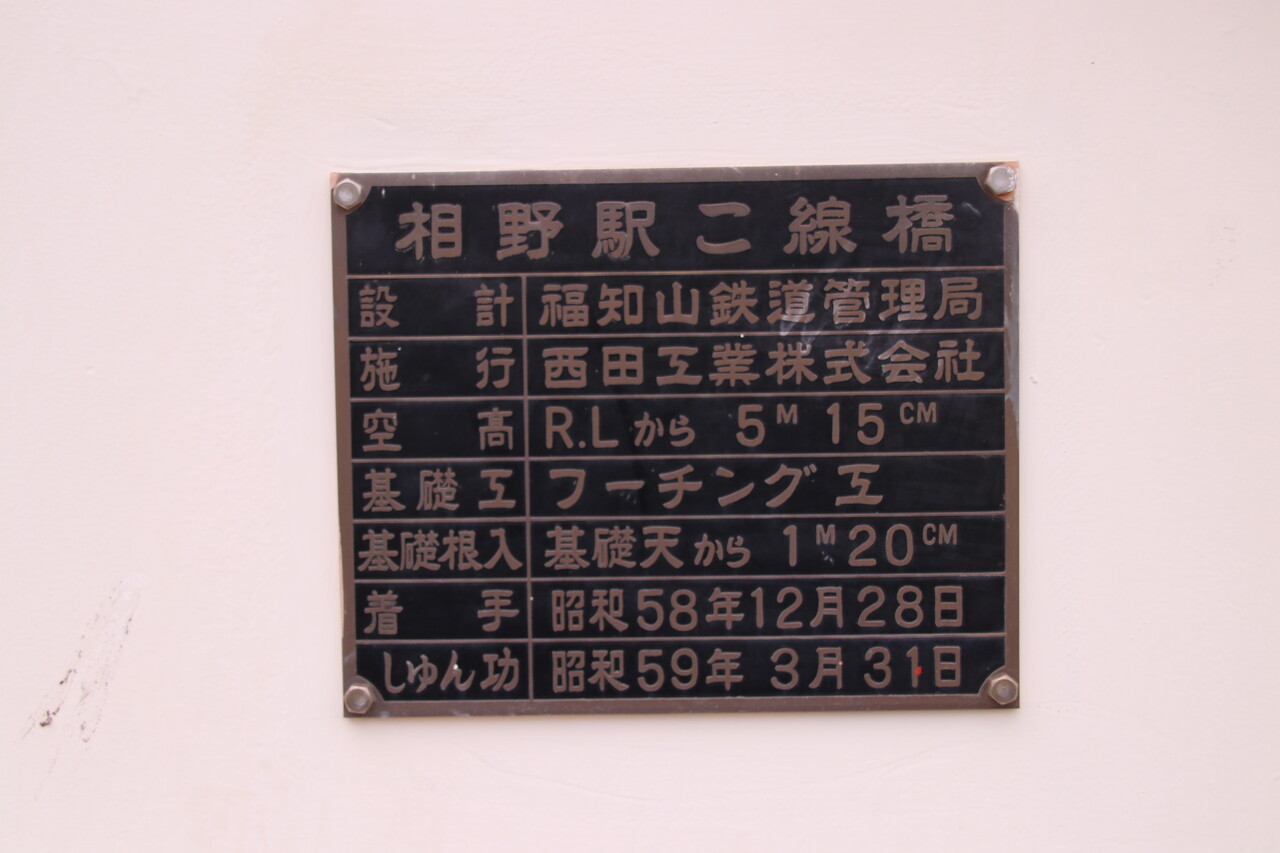 相野駅こ線橋
設計 福知山鉄道管理局
施行 西田工業株式会社
空高 R.Lから 5M 15CM
基礎工 フーチング工
基礎根入 基礎天から 1M 20CM
着手 昭和58年12月28日
しゅん功 昭和59年 3月31日